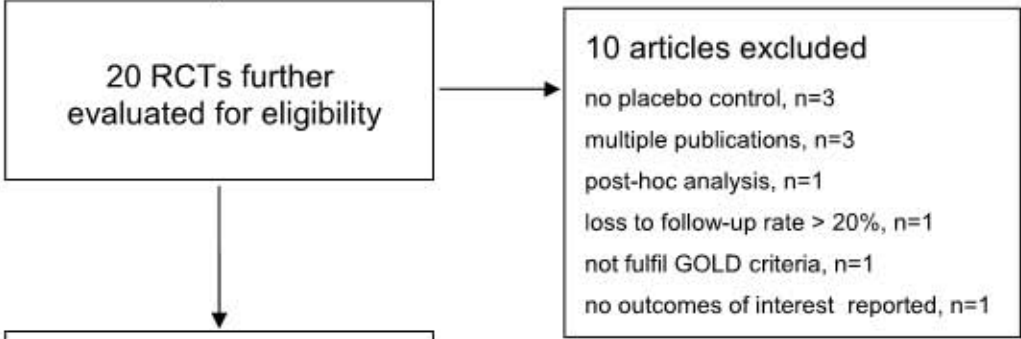 20 RCTs further
evaluated for eligibility
10 articles excluded
no placebo control, n=3
multiple publications, n=3
post-hoc analysis, n=1
loss to follow-up rate > 20%, n=1
not fulfil GOLD criteria, n=1
no outcomes of interest reported, n=1